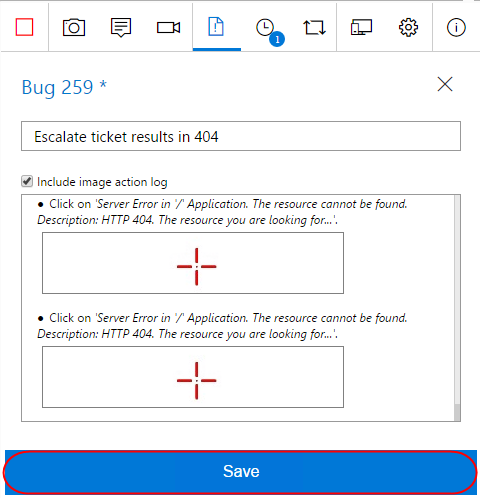 1
Bug 259 *
Escalate ticket results in 404
Include image action log
● Click on 'Server Error in '/' Application. The resource cannot be found.
Description: HTTP 404. The resource you are looking for...'.
● Click on 'Server Error in '/' Application. The resource cannot be found.
Description: HTTP 404. The resource you are looking for...'.
Save